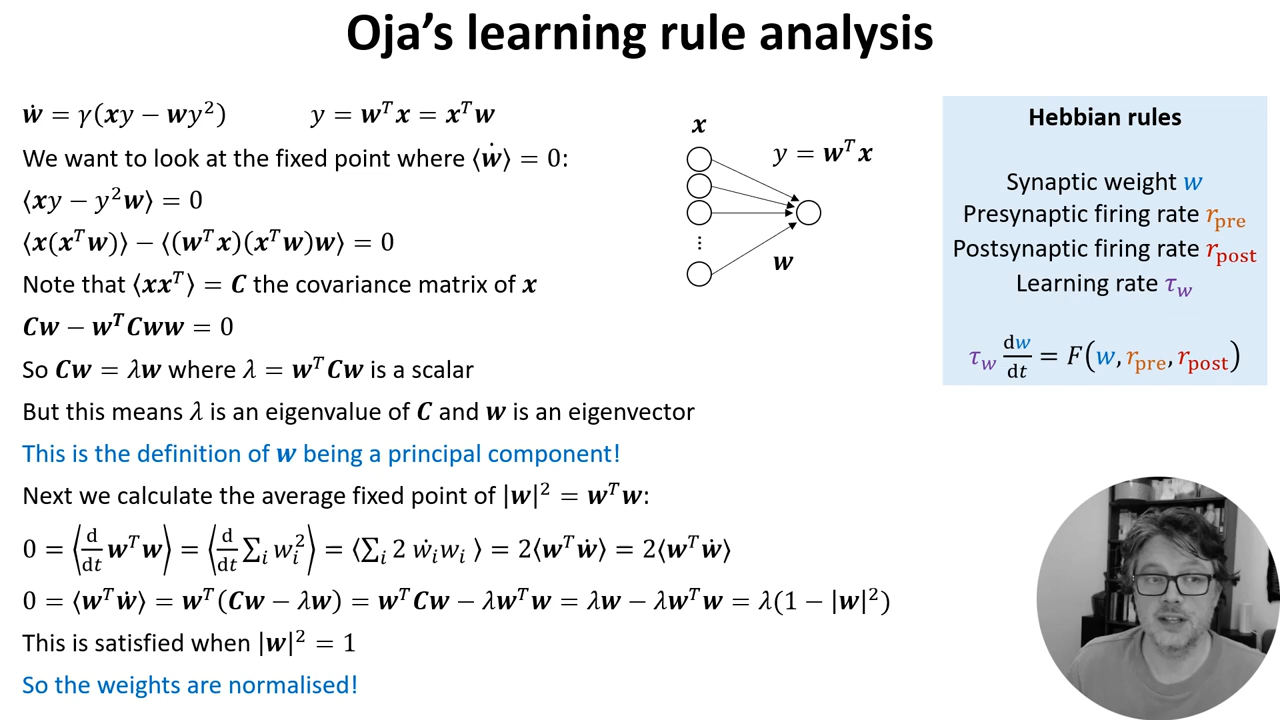 Oja's learning rule analysis
ẇ = γ(xy − wy²)    y = wᵀx = xᵀw
We want to look at the fixed point where ⟨ẇ⟩ = 0:
⟨xy − y²w⟩ = 0
⟨x(xᵀw)⟩ − ⟨(wᵀx)(xᵀw)w⟩ = 0
Note that ⟨xxᵀ⟩ = C the covariance matrix of x
Cw − wᵀCww = 0
So Cw = λw where λ = wᵀCw is a scalar
But this means λ is an eigenvalue of C and w is an eigenvector
This is the definition of w being a principal component!
Next we calculate the average fixed point of |w|² = wᵀw:
0 = ⟨d/dt wᵀw⟩ = ⟨d/dt ∑ᵢ wᵢ²⟩ = ⟨∑ᵢ 2 ẇᵢwᵢ ⟩ = 2⟨wᵀẇ⟩ = 2⟨wᵀẇ⟩
0 = ⟨wᵀẇ⟩ = wᵀ(Cw − λw) = wᵀCw − λwᵀw = λw − λwᵀw = λ(1 − |w|²)
This is satisfied when |w|² = 1
So the weights are normalised!
x
y = wᵀx
⋮
w
Hebbian rules
Synaptic weight w
Presynaptic firing rate r_pre
Postsynaptic firing rate r_post
Learning rate τ_w
τ_w dw/dt = F(w, r_pre, r_post)